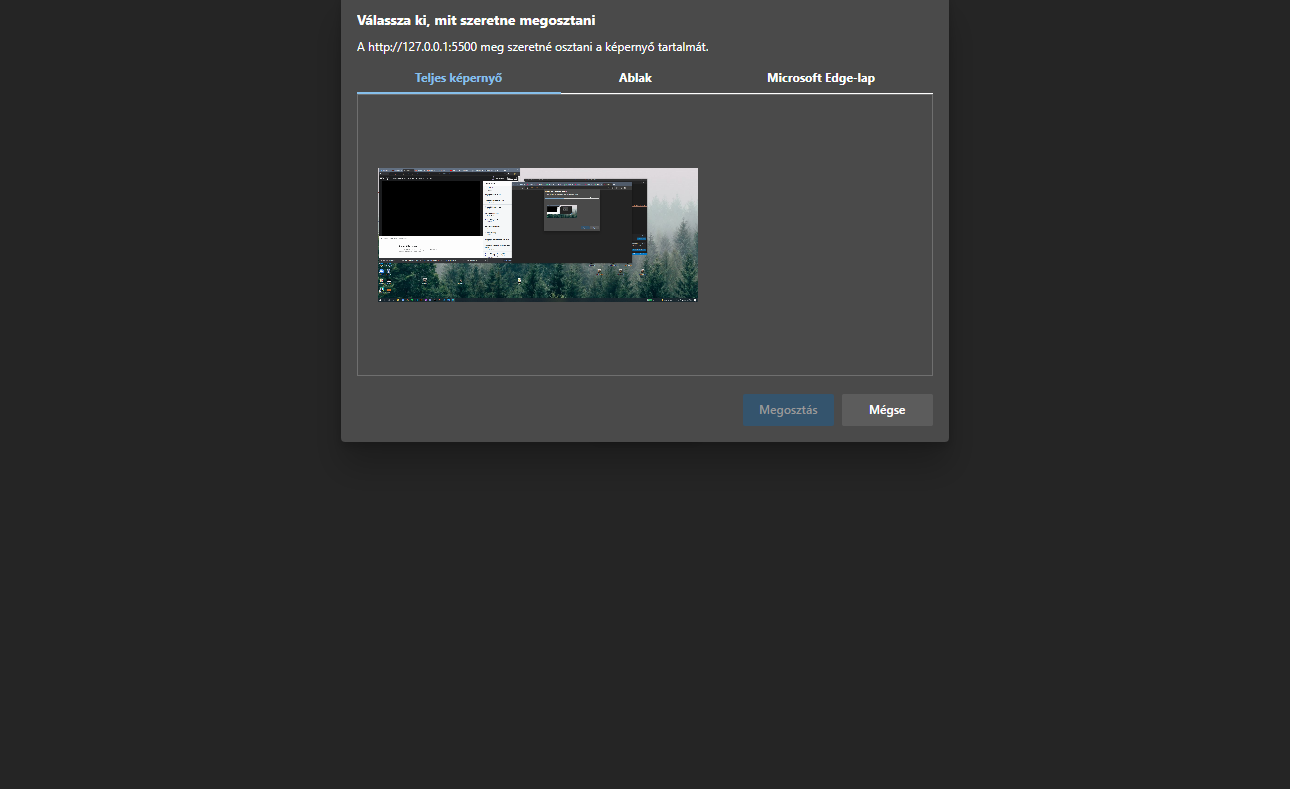 Válassza ki, mit szeretne megosztani
A http://127.0.0.1:5500 meg szeretné osztani a képernyő tartalmát.
Teljes képernyő
Ablak
Microsoft Edge-lap
Megosztás
Mégse